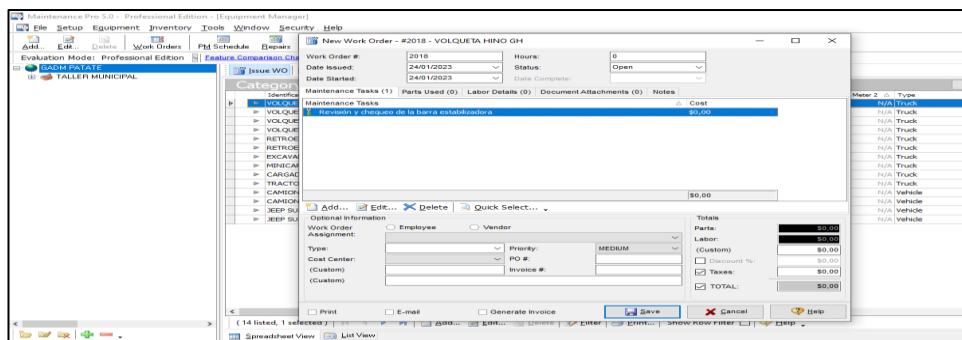 Maintenance Pro 5.0 - Professional Edition - [Equipment Manager]
File Setup Equipment Inventory Tools Window Security Help
Add... Edit... Delete Work Orders PM Schedule Repairs
Evaluation Mode: Professional Edition Feature Comparison Cha
GADM PATATE
TALLER MUNICIPAL
Issue WO
Categor
Identifica
Meter 2 Type
VOLQUE N/A Truck
VOLQUE N/A Truck
VOLQUE N/A Truck
VOLQUE N/A Truck
RETROE N/A Truck
RETROE N/A Truck
EXCAVA N/A Truck
MINICAR N/A Truck
CARGAD N/A Truck
TRACTO N/A Truck
CAMION N/A Vehicle
CAMION N/A Vehicle
JEEP SU N/A Vehicle
JEEP SU N/A Vehicle
New Work Order - #2018 - VOLQUETA HINO GH
Work Order #: 2018 Hours: 0
Date Issued: 24/01/2023 Status: Open
Date Started: 24/01/2023 Date Complete:
Maintenance Tasks (1) Parts Used (0) Labor Details (0) Document Attachments (0) Notes
Maintenance Tasks Cost
Revisión y chequeo de la barra estabilizadora $0,00
$0,00
Add... Edit... Delete Quick Select...
Optional Information
Work Order Assignment: Employee Vendor
Type: Priority: MEDIUM
Cost Center: PO #:
(Custom) Invoice #:
(Custom)
Totals
Parts: $0,00
Labor: $0,00
(Custom) $0,00
Discount %: $0,00
Taxes: $0,00
TOTAL: $0,00
Print E-mail Generate Invoice Save Cancel Help
(14 listed, 1 selected) Add... Edit... Delete Filter Print... Show Row Filter Help
Spreadsheet View List View